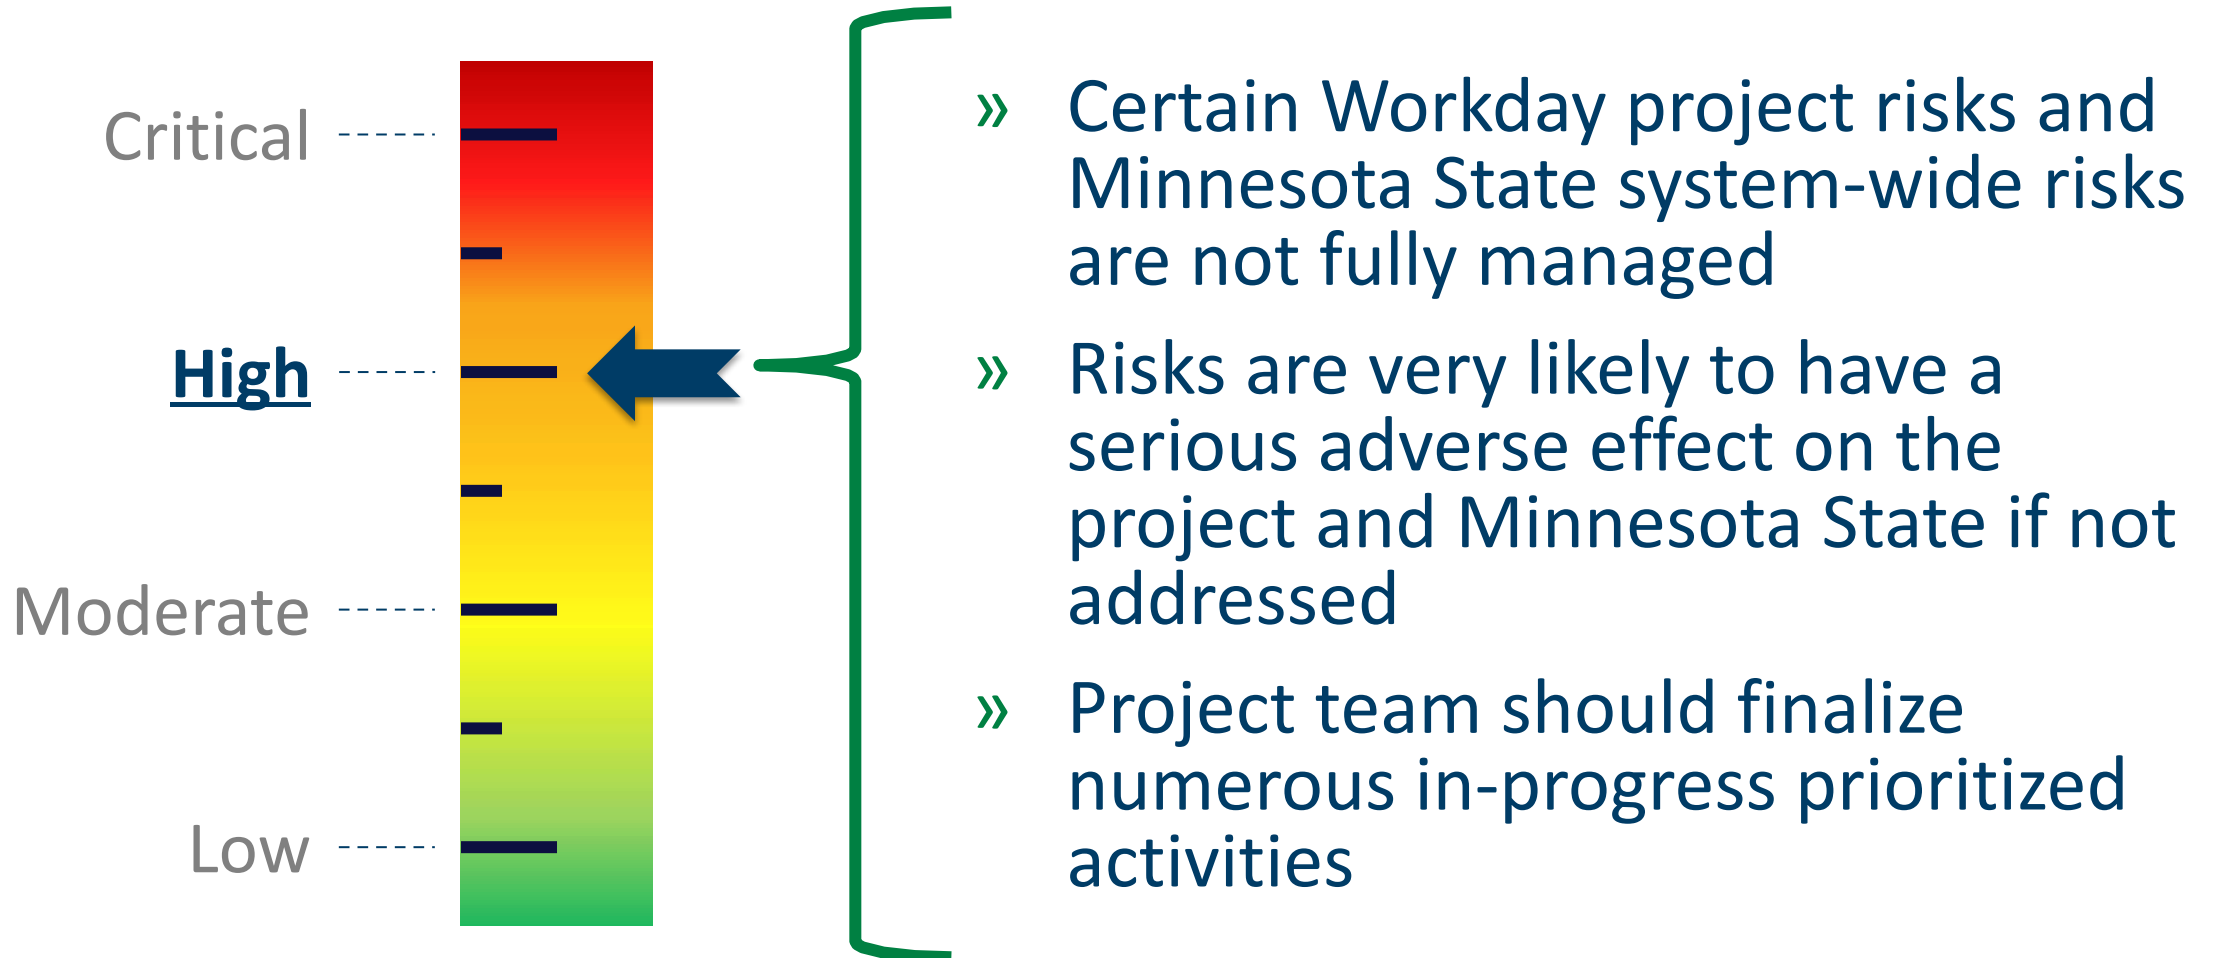 Critical
High
Moderate
Low
» Certain Workday project risks and
Minnesota State system-wide risks
are not fully managed
» Risks are very likely to have a
serious adverse effect on the
project and Minnesota State if not
addressed
» Project team should finalize
numerous in-progress prioritized
activities